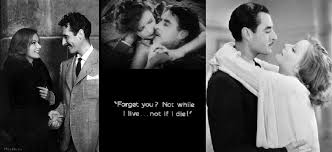 "Forget you? Not while
I live...not if I die!"